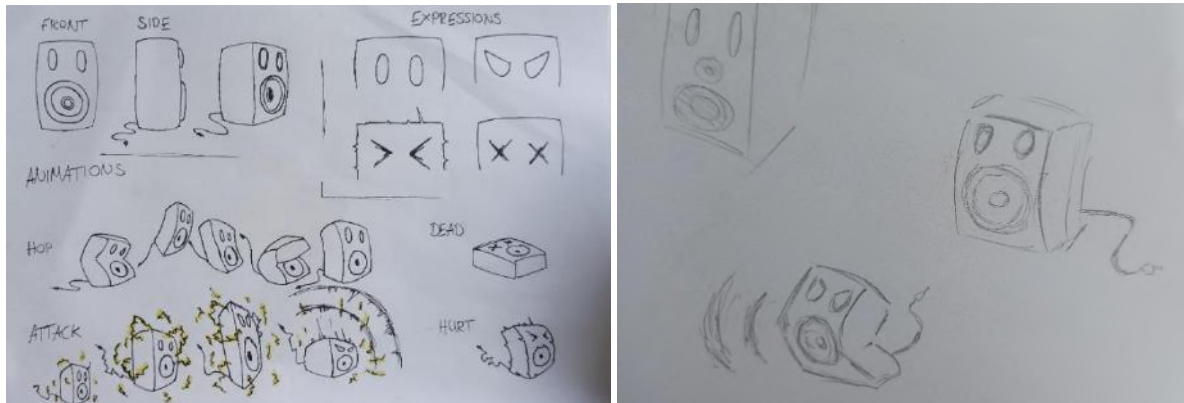 FRONT
SIDE
EXPRESSIONS
ANIMATIONS
HOP
DEAD
ATTACK
HURT